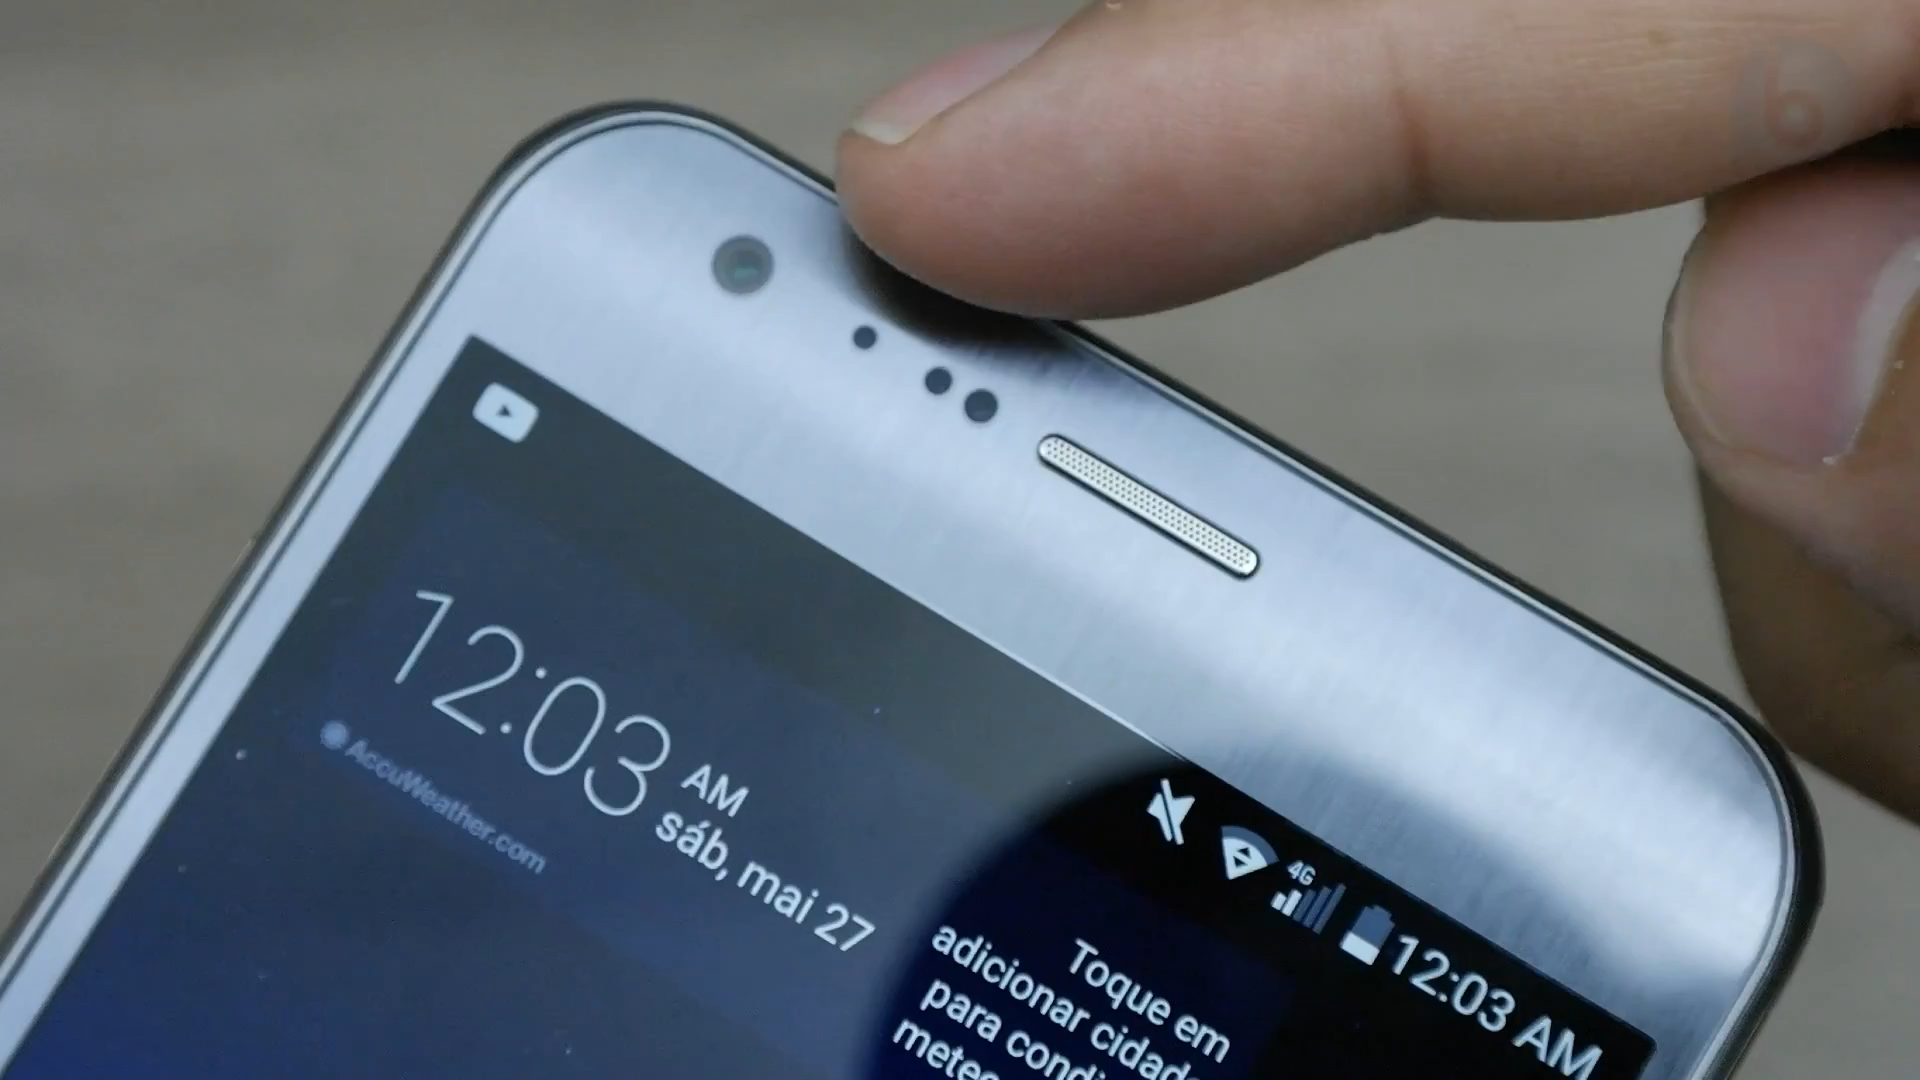 4G
12:03 AM
12:03
AM
sáb, mai 27
AccuWeather.com
Toque em
adicionar cidade
para condi
meteo